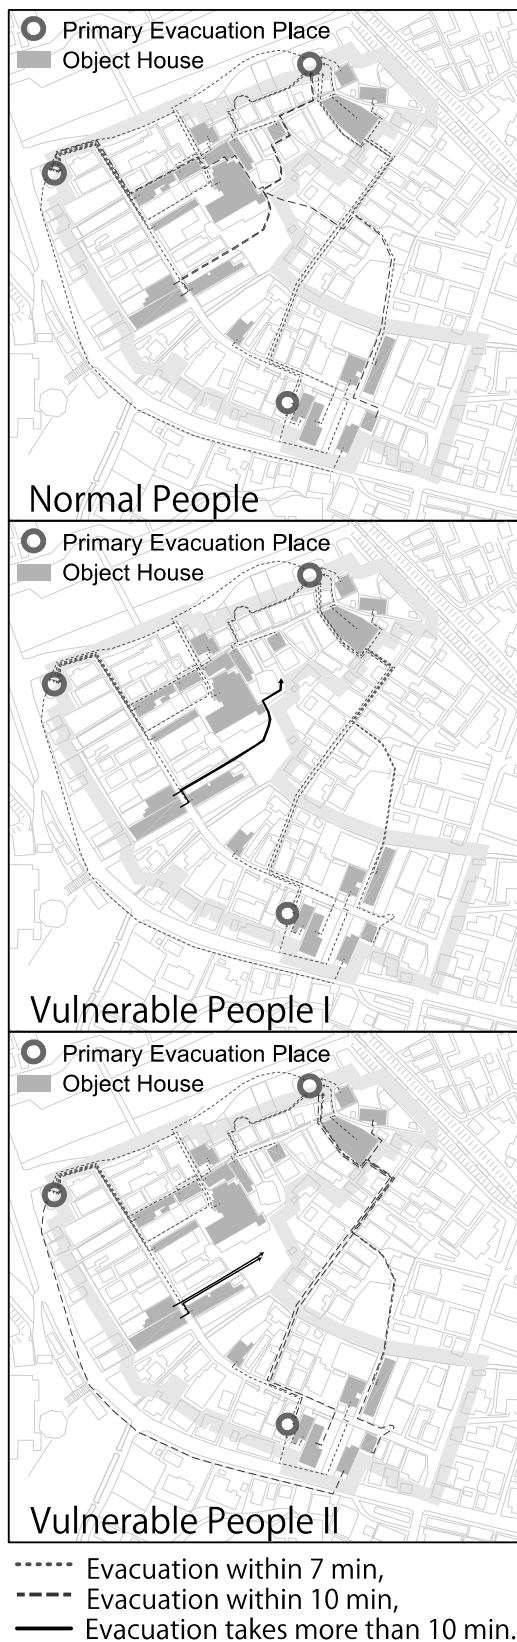 Primary Evacuation Place
Object House
Normal People
Primary Evacuation Place
Object House
Vulnerable People I
Primary Evacuation Place
Object House
Vulnerable People II
Evacuation within 7 min,
Evacuation within 10 min,
Evacuation takes more than 10 min.